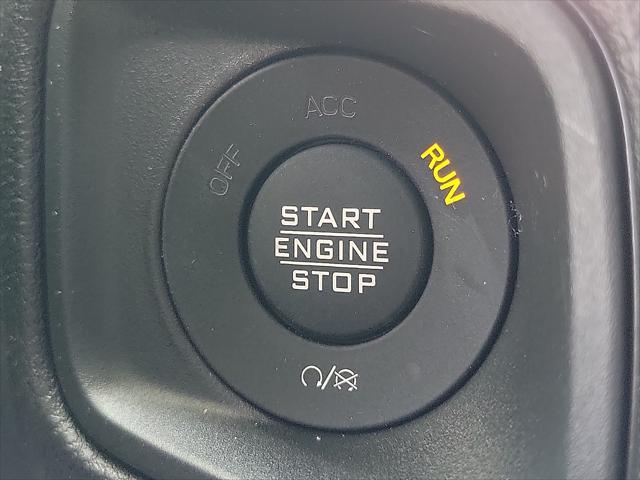 ACC
OFF
RUN
START
ENGINE
STOP